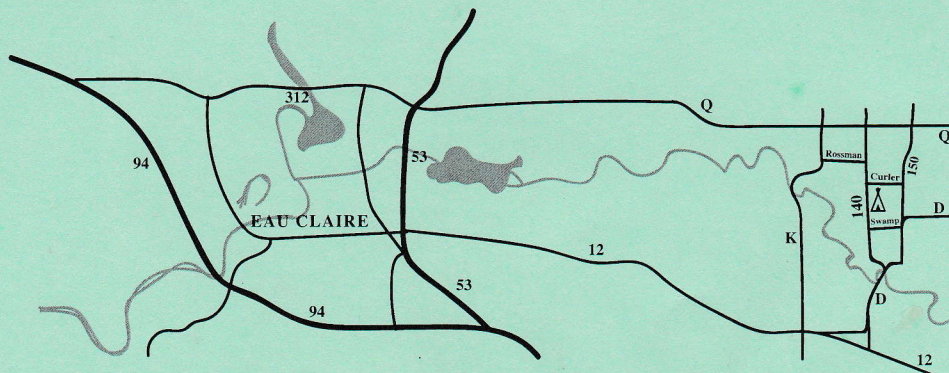 312
Q
Q
94
53
Rossman
150
Curler
140
Swamp
D
EAU CLAIRE
K
12
53
D
94
12